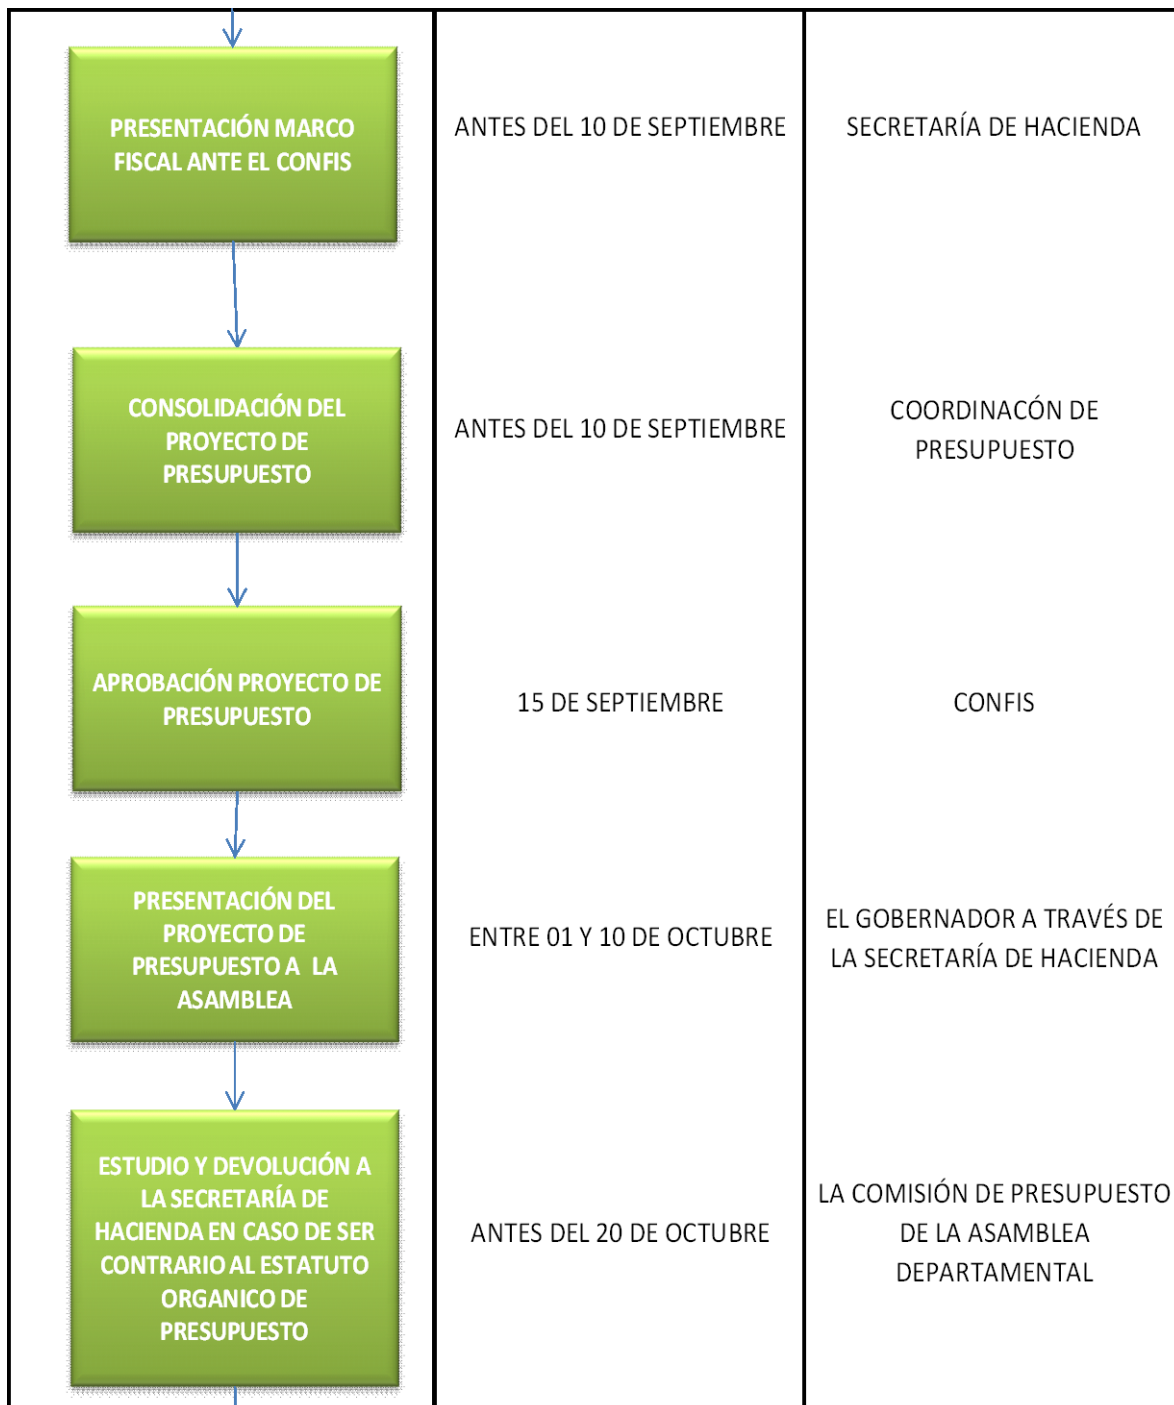 PRESENTACIÓN MARCO
FISCAL ANTE EL CONFIS
ANTES DEL 10 DE SEPTIEMBRE
SECRETARÍA DE HACIENDA
CONSOLIDACIÓN DEL
PROYECTO DE
PRESUPUESTO
ANTES DEL 10 DE SEPTIEMBRE
COORDINACÓN DE
PRESUPUESTO
APROBACIÓN PROYECTO DE
PRESUPUESTO
15 DE SEPTIEMBRE
CONFIS
PRESENTACIÓN DEL
PROYECTO DE
PRESUPUESTO A LA
ASAMBLEA
ENTRE 01 Y 10 DE OCTUBRE
EL GOBERNADOR A TRAVÉS DE
LA SECRETARÍA DE HACIENDA
ESTUDIO Y DEVOLUCIÓN A
LA SECRETARÍA DE
HACIENDA EN CASO DE SER
CONTRARIO AL ESTATUTO
ORGANICO DE
PRESUPUESTO
ANTES DEL 20 DE OCTUBRE
LA COMISIÓN DE PRESUPUESTO
DE LA ASAMBLEA
DEPARTAMENTAL